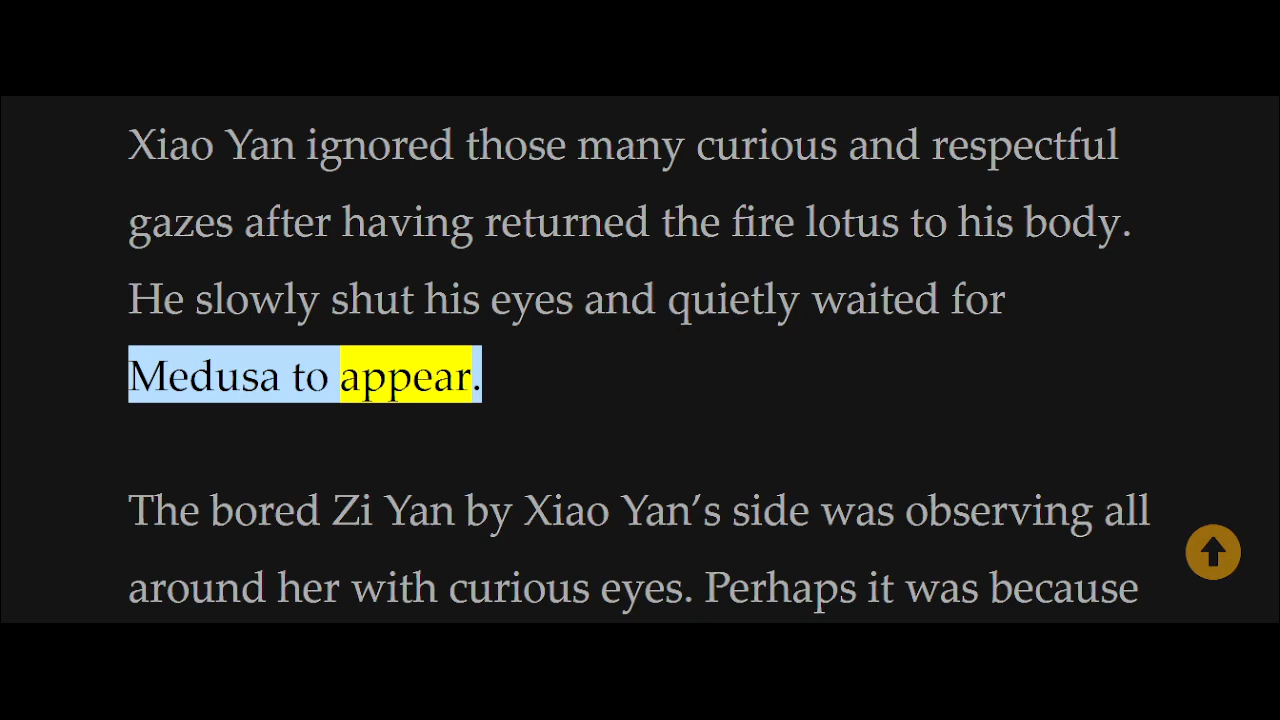 Xiao Yan ignored those many curious and respectful
gazes after having returned the fire lotus to his body.
He slowly shut his eyes and quietly waited for
Medusa to appear.
The bored Zi Yan by Xiao Yan’s side was observing all
around her with curious eyes. Perhaps it was because